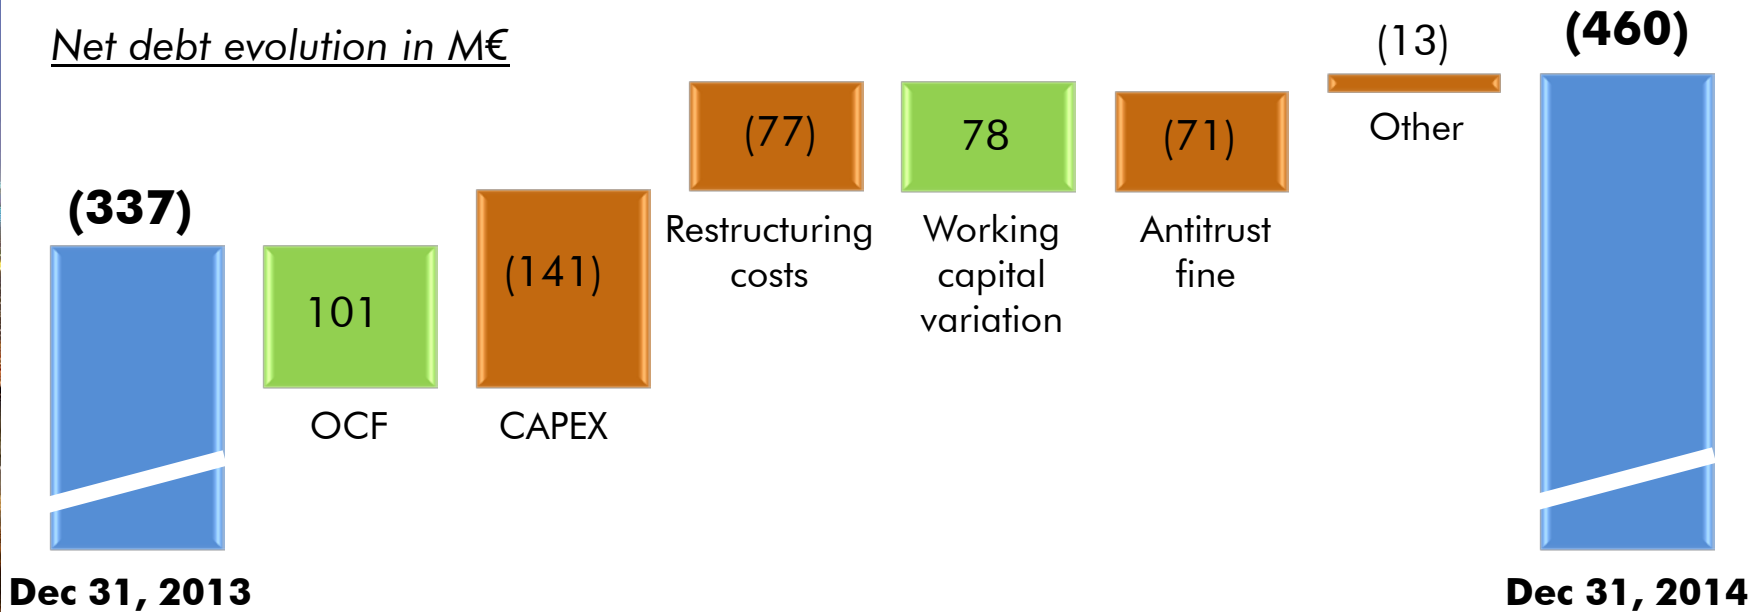 Net debt evolution in M€
(337)
Dec 31, 2013
101
OCF
(141)
CAPEX
(77)
Restructuring
costs
78
Working
capital
variation
(71)
Antitrust
fine
(13)
Other
(460)
Dec 31, 2014